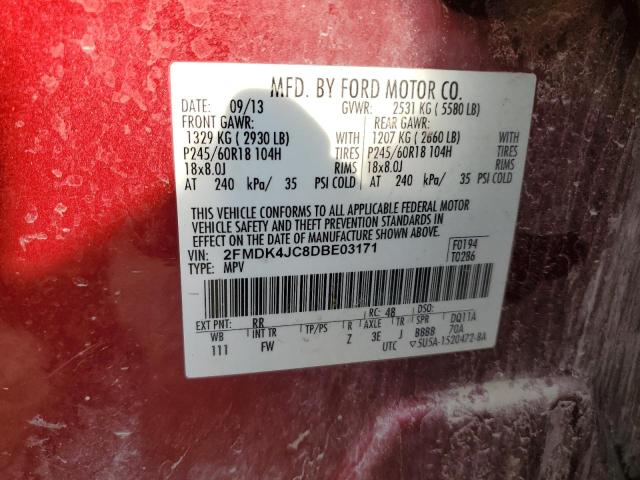 MFD. BY FORD MOTOR CO.
DATE: 09/13 GVWR: 2531 KG ( 5580 LB)
FRONT GAWR: REAR GAWR:
1329 KG ( 2930 LB) WITH 1207 KG ( 2660 LB) WITH
P245/60R18 104H TIRES P245/60R18 104H TIRES
18x8.0J RIMS 18x8.0J RIMS
AT 240 kPa/ 35 PSI COLD AT 240 kPa/ 35 PSI COLD
THIS VEHICLE CONFORMS TO ALL APPLICABLE FEDERAL MOTOR
VEHICLE SAFETY AND THEFT PREVENTION STANDARDS IN
EFFECT ON THE DATE OF MANUFACTURE SHOWN ABOVE.
VIN: 2FMDK4JC8DBE03171 F0194
TYPE: MPV T0286
EXT PNT: RR RC: 48 DSO:
WB INT TR TP/PS R AXLE TR SPR DQ11A
111 FW Z 3E J BBBB 70A
UTC ▽5U5A-1520472-BA